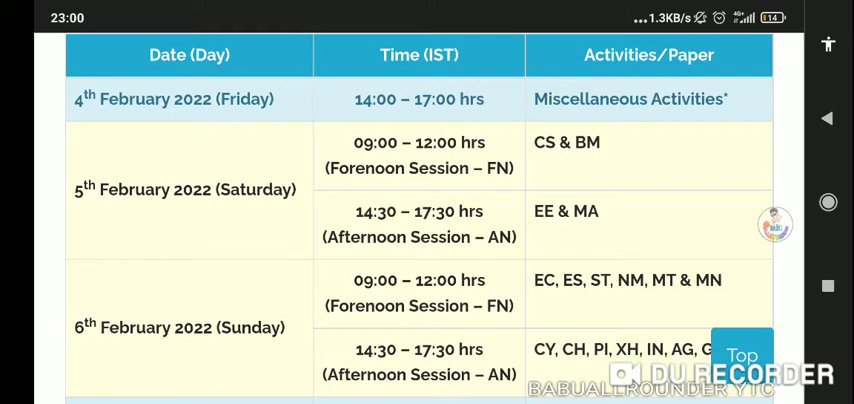 23:00
...1.3KB/s 4G+ 14
Date (Day) Time (IST) Activities/Paper
4th February 2022 (Friday) 14:00 – 17:00 hrs Miscellaneous Activities*
09:00 – 12:00 hrs CS & BM
(Forenoon Session – FN)
5th February 2022 (Saturday)
14:30 – 17:30 hrs EE & MA
(Afternoon Session – AN)
09:00 – 12:00 hrs EC, ES, ST, NM, MT & MN
(Forenoon Session – FN)
6th February 2022 (Sunday)
14:30 – 17:30 hrs CY, CH, PI, XH, IN, AG,
(Afternoon Session – AN)
Top
DU RECORDER
BABUALLROUNDER YTC